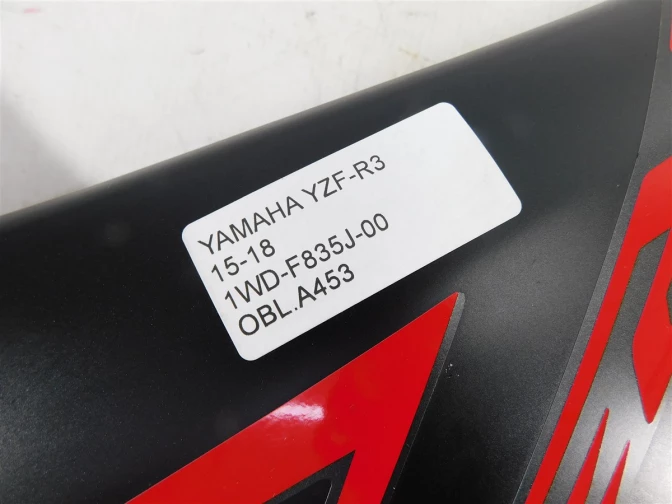 YAMAHA YZF-R3
15-18
1WD-F835J-00
OBL.A453